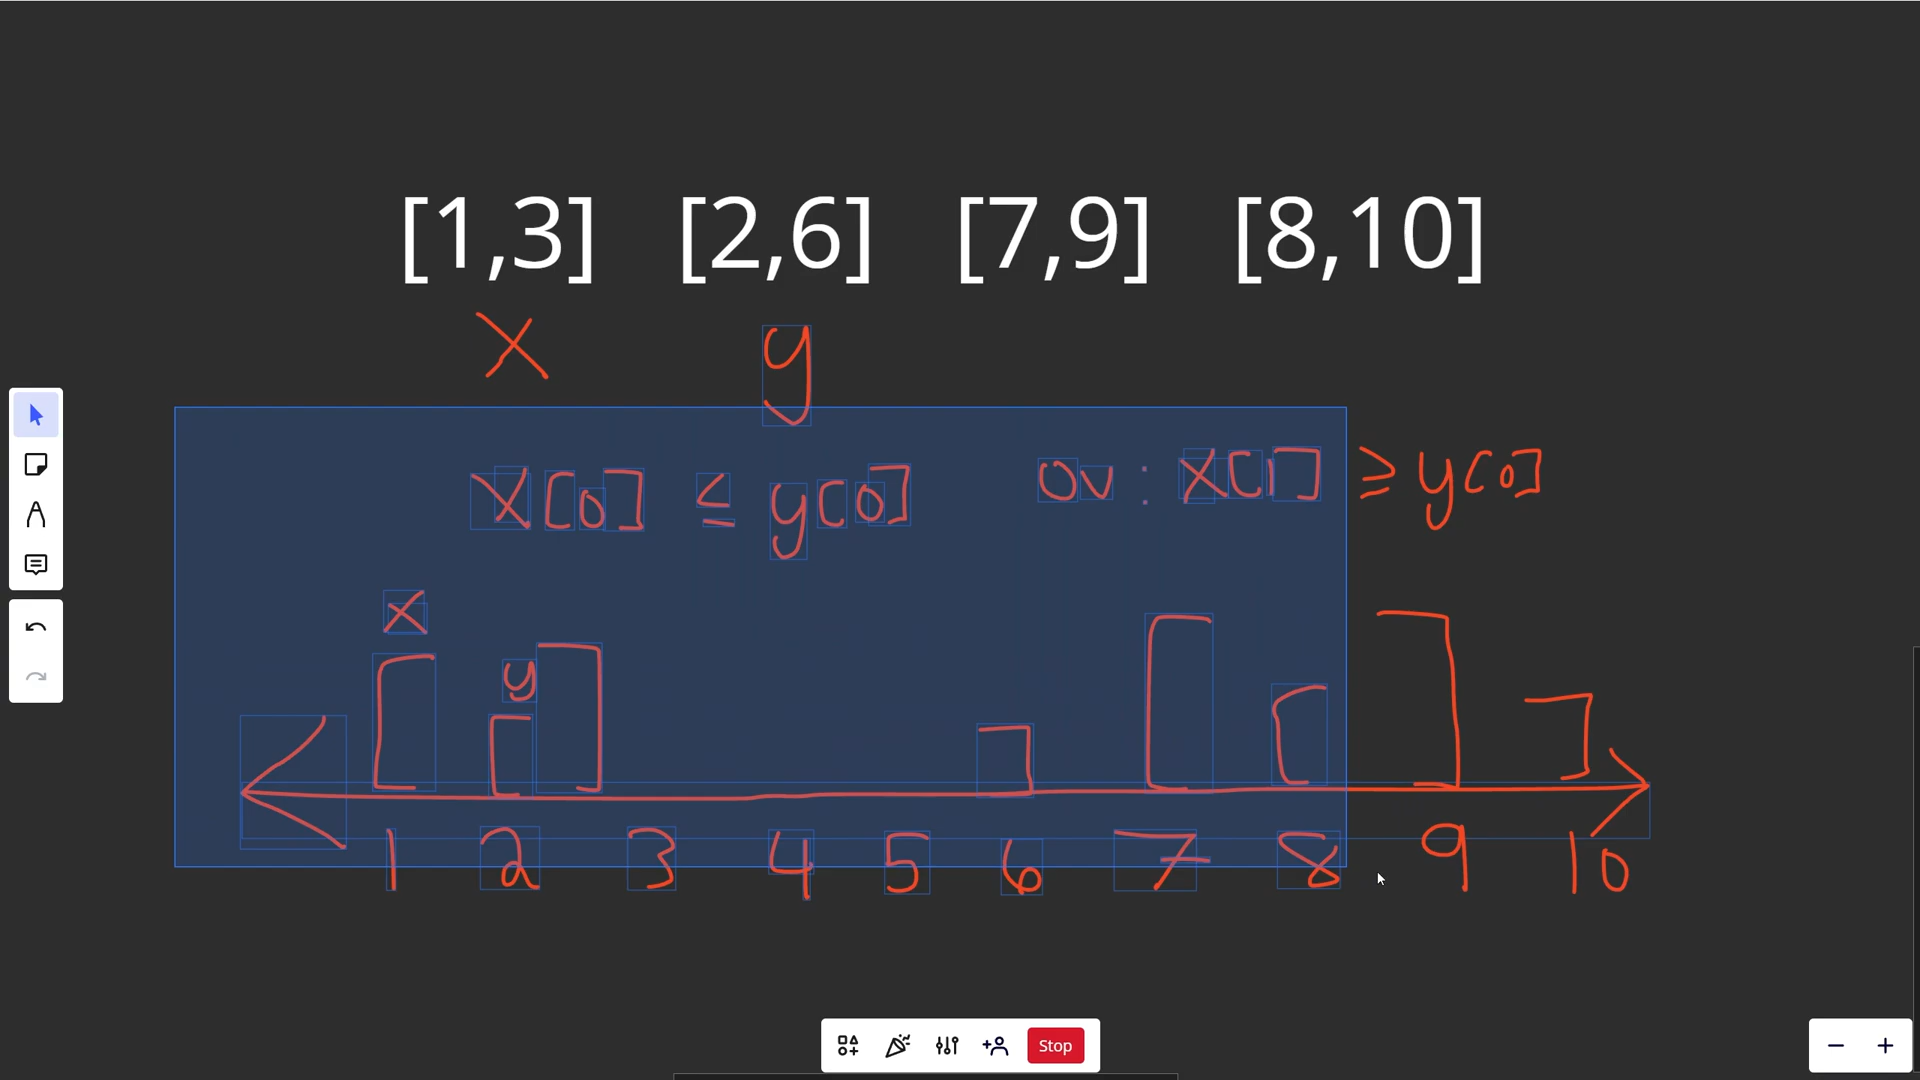 [1,3] [2,6] [7,9] [8,10]
x y
x[0] ≤ y[0] ov : x[1] ≥ y[0]
x
y
1 2 3 4 5 6 7 8 9 10
Stop